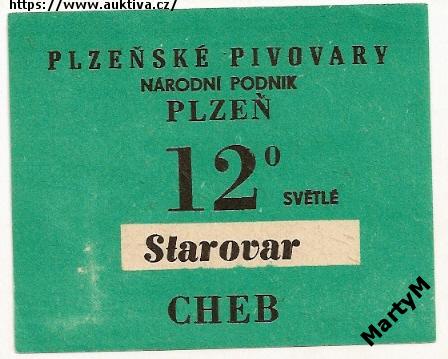 https://www.auktiva.cz/
PLZEŇSKÉ PIVOVARY
NÁRODNÍ PODNIK
PLZEŇ
12° SVĚTLÉ
Starovar
CHEB
MartyM